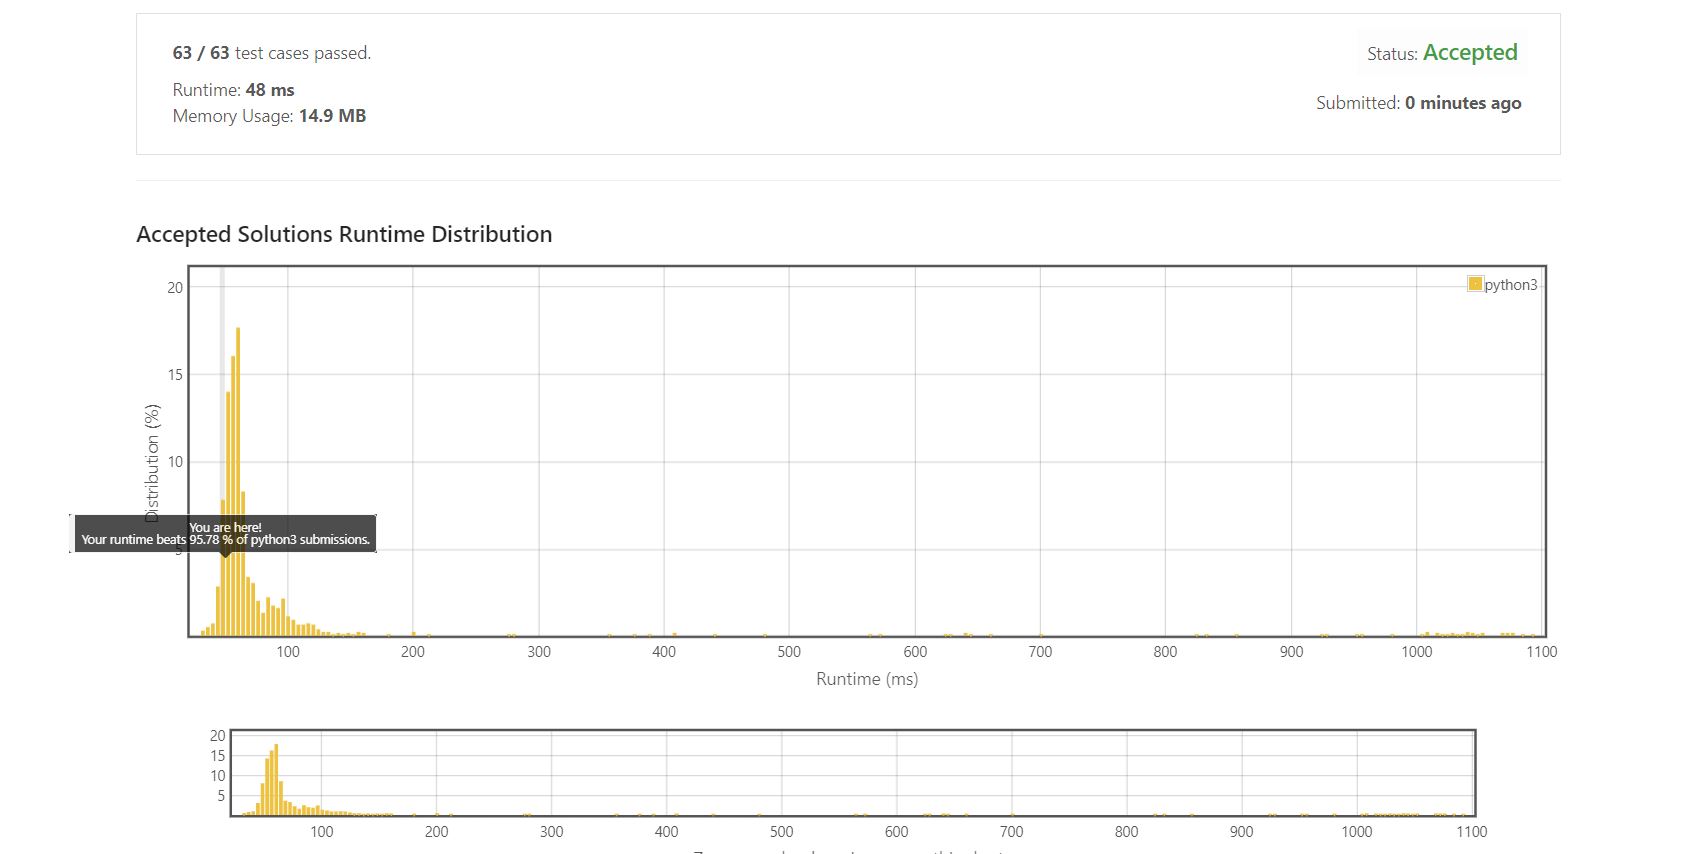 63 / 63 test cases passed.
Status: Accepted
Runtime: 48 ms
Memory Usage: 14.9 MB
Submitted: 0 minutes ago
Accepted Solutions Runtime Distribution
python3
20
15
10
5
Distribution (%)
You are here!
Your runtime beats 95.78 % of python3 submissions.
100 200 300 400 500 600 700 800 900 1000 1100
Runtime (ms)
20
15
10
5
100 200 300 400 500 600 700 800 900 1000 1100